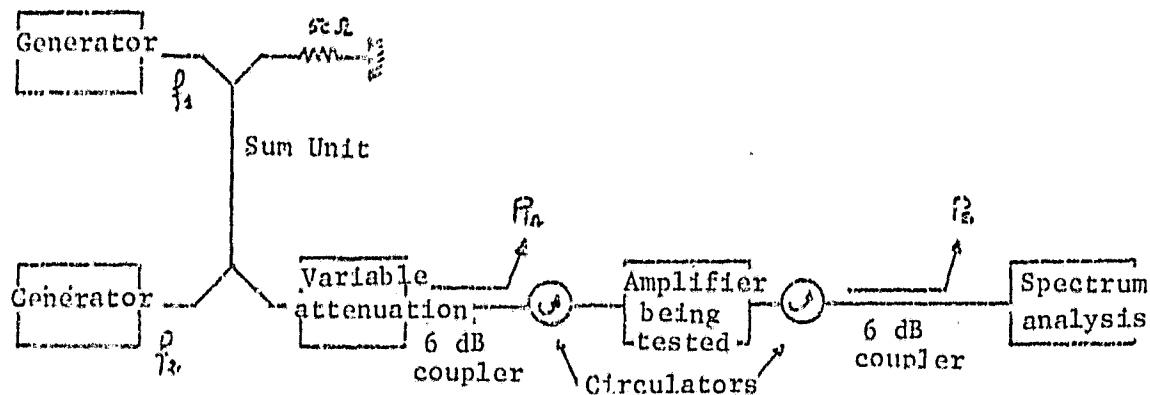 Generator
50 Ω
f1
Sum Unit
Generator
f2
Variable
attenuation
6 dB
coupler
Amplifier
being
tested
Circulators
6 dB
coupler
Spectrum
analysis